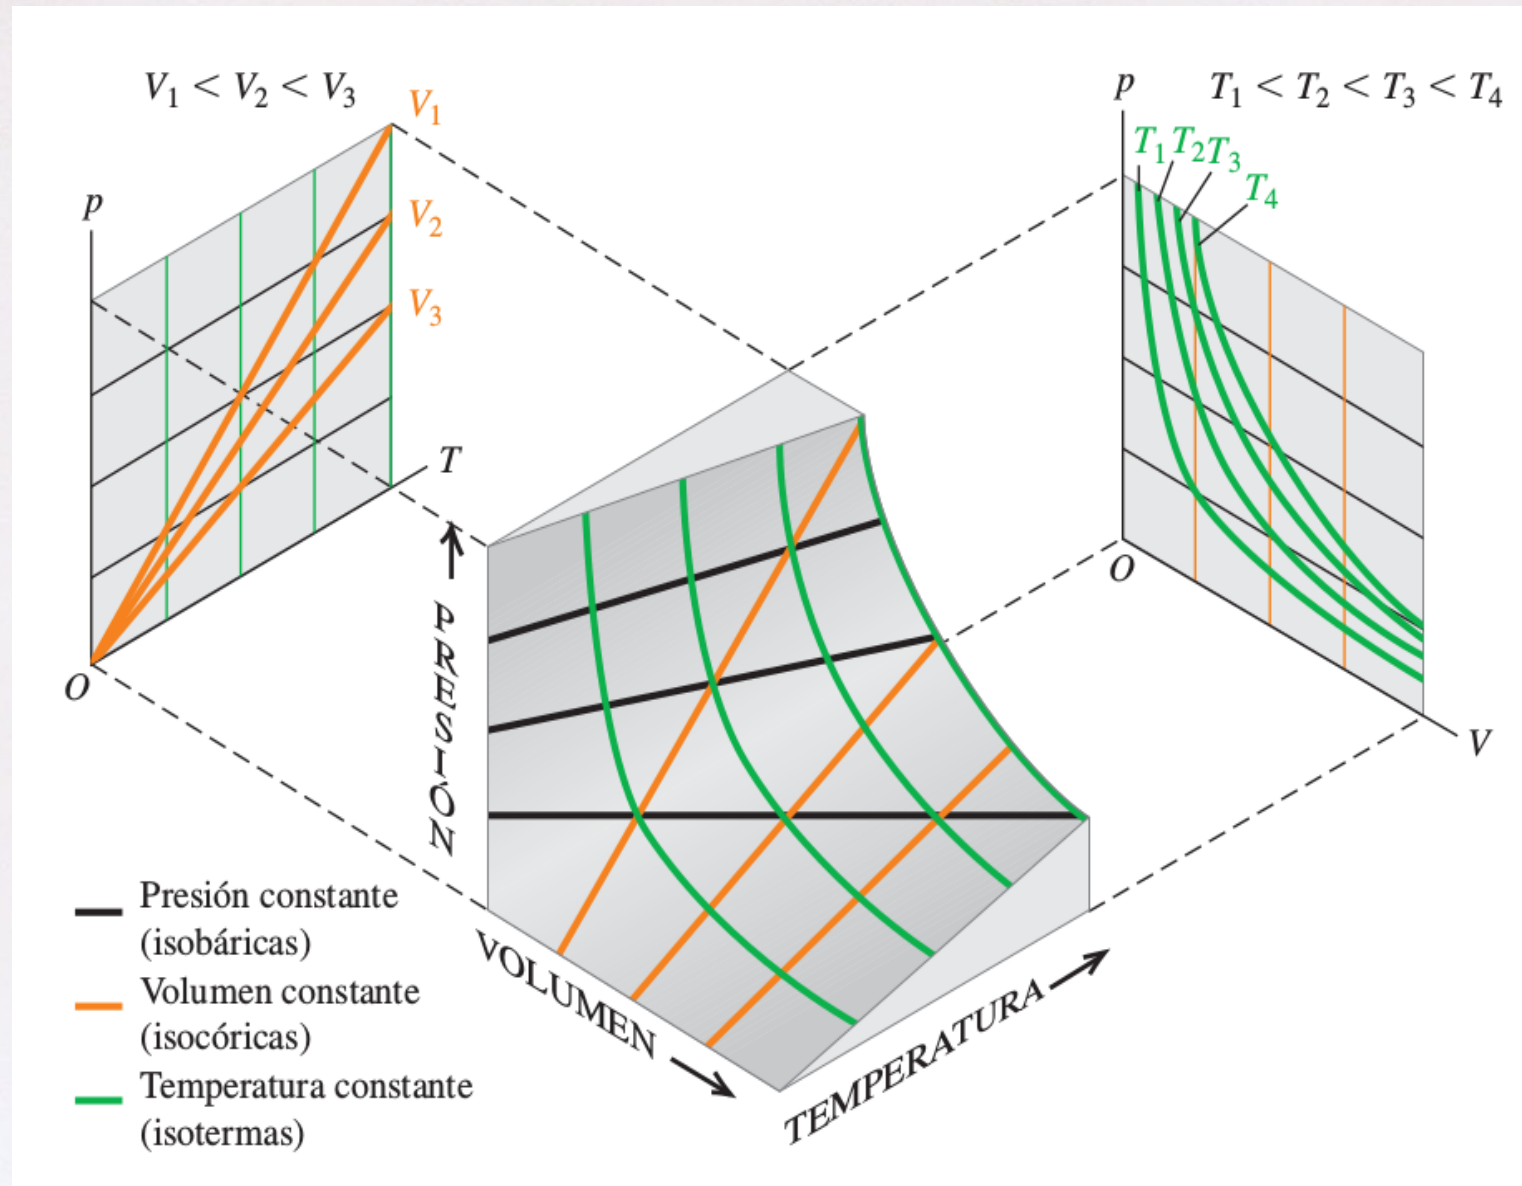 V₁ < V₂ < V₃
V₁
V₂
V₃
p
T
O
p
T₁ < T₂ < T₃ < T₄
T₁ T₂ T₃
T₄
O
V
PRESIÓN
VOLUMEN
TEMPERATURA
Presión constante
(isobáricas)
Volumen constante
(isocóricas)
Temperatura constante
(isotermas)